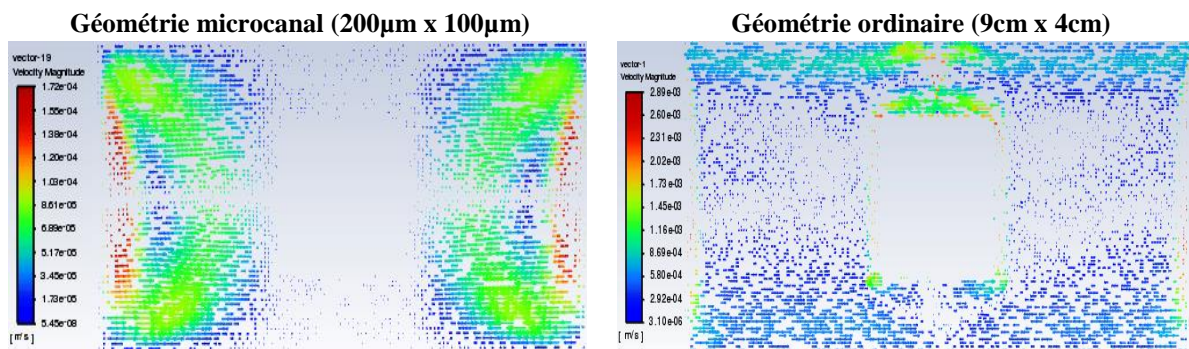 Géométrie microcanal (200µm x 100µm)
vector-19
Velocity Magnitude
1.72e-04
1.55e-04
1.38e-04
1.20e-04
1.03e-04
8.61e-05
6.89e-05
5.17e-05
3.45e-05
1.73e-05
5.45e-08
[ m/s ]
Géométrie ordinaire (9cm x 4cm)
vector-1
Velocity Magnitude
2.89e-03
2.60e-03
2.31e-03
2.02e-03
1.73e-03
1.45e-03
1.16e-03
8.69e-04
5.80e-04
2.92e-04
3.10e-06
[ m/s ]